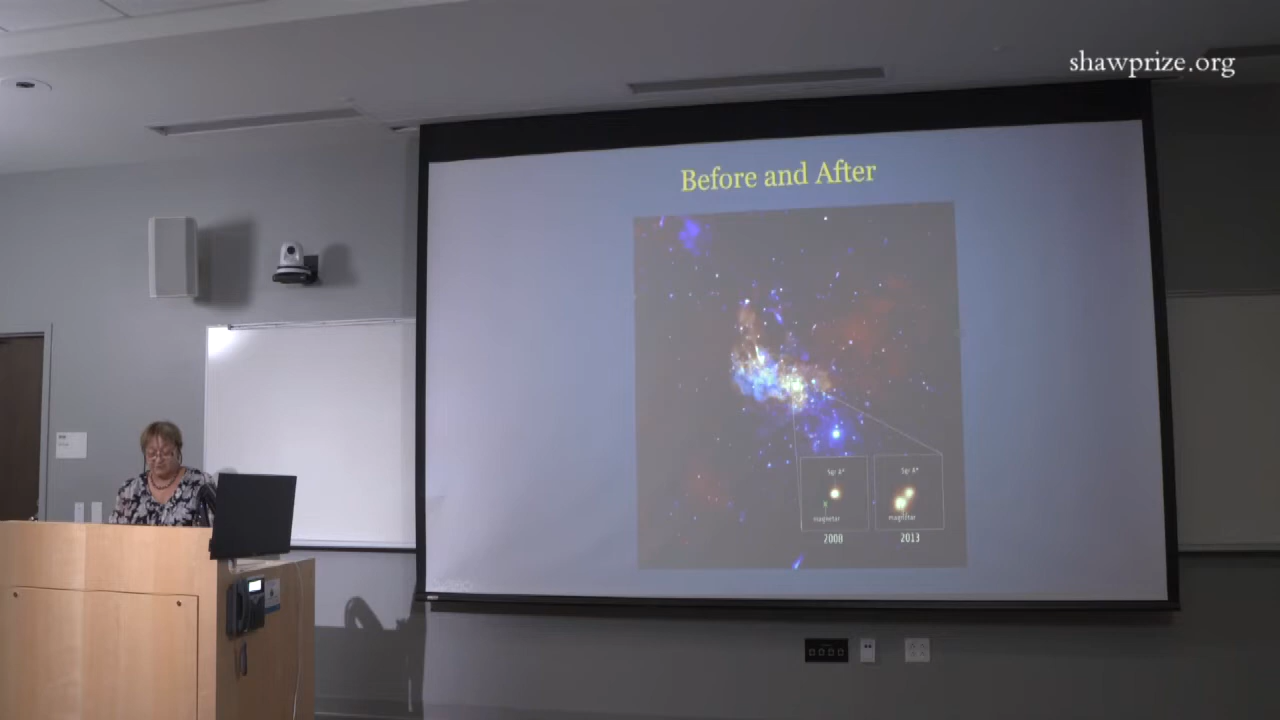 shawprize.org
Before and After
Sgr A*
magnetar
2008
Sgr A*
magnetar
2013